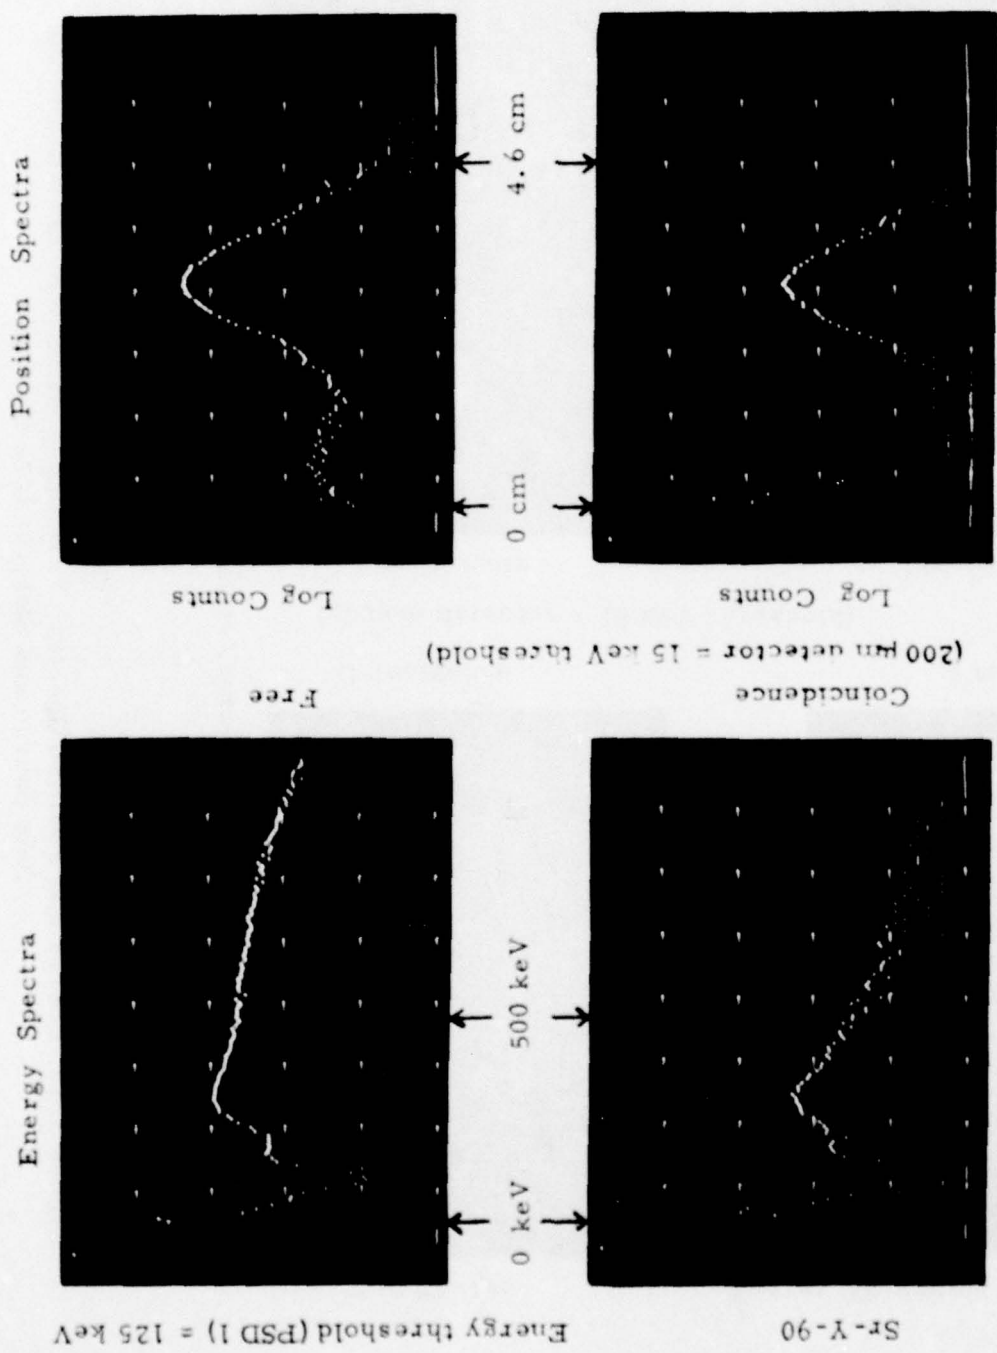 Position Spectra
Log Counts
0 cm
4.6 cm
Log Counts
(200 μm detector = 15 keV threshold)
Free
Coincidence
Energy Spectra
0 keV
500 keV
Energy threshold (PSD 1) = 125 keV
Sr-Y-90